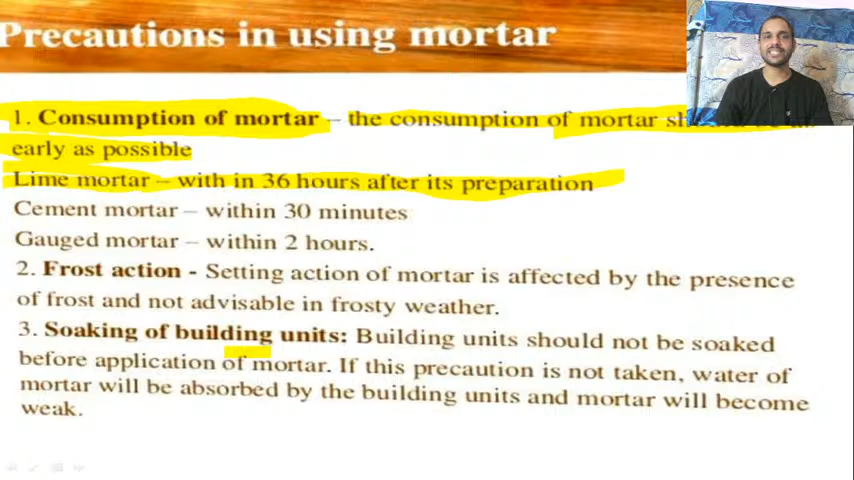 Precautions in using mortar
1. Consumption of mortar – the consumption of mortar
early as possible
Lime mortar – with in 36 hours after its preparation
Cement mortar – within 30 minutes
Gauged mortar – within 2 hours.
2. Frost action - Setting action of mortar is affected by the presence
of frost and not advisable in frosty weather.
3. Soaking of building units: Building units should not be soaked
before application of mortar. If this precaution is not taken, water of
mortar will be absorbed by the building units and mortar will become
weak.